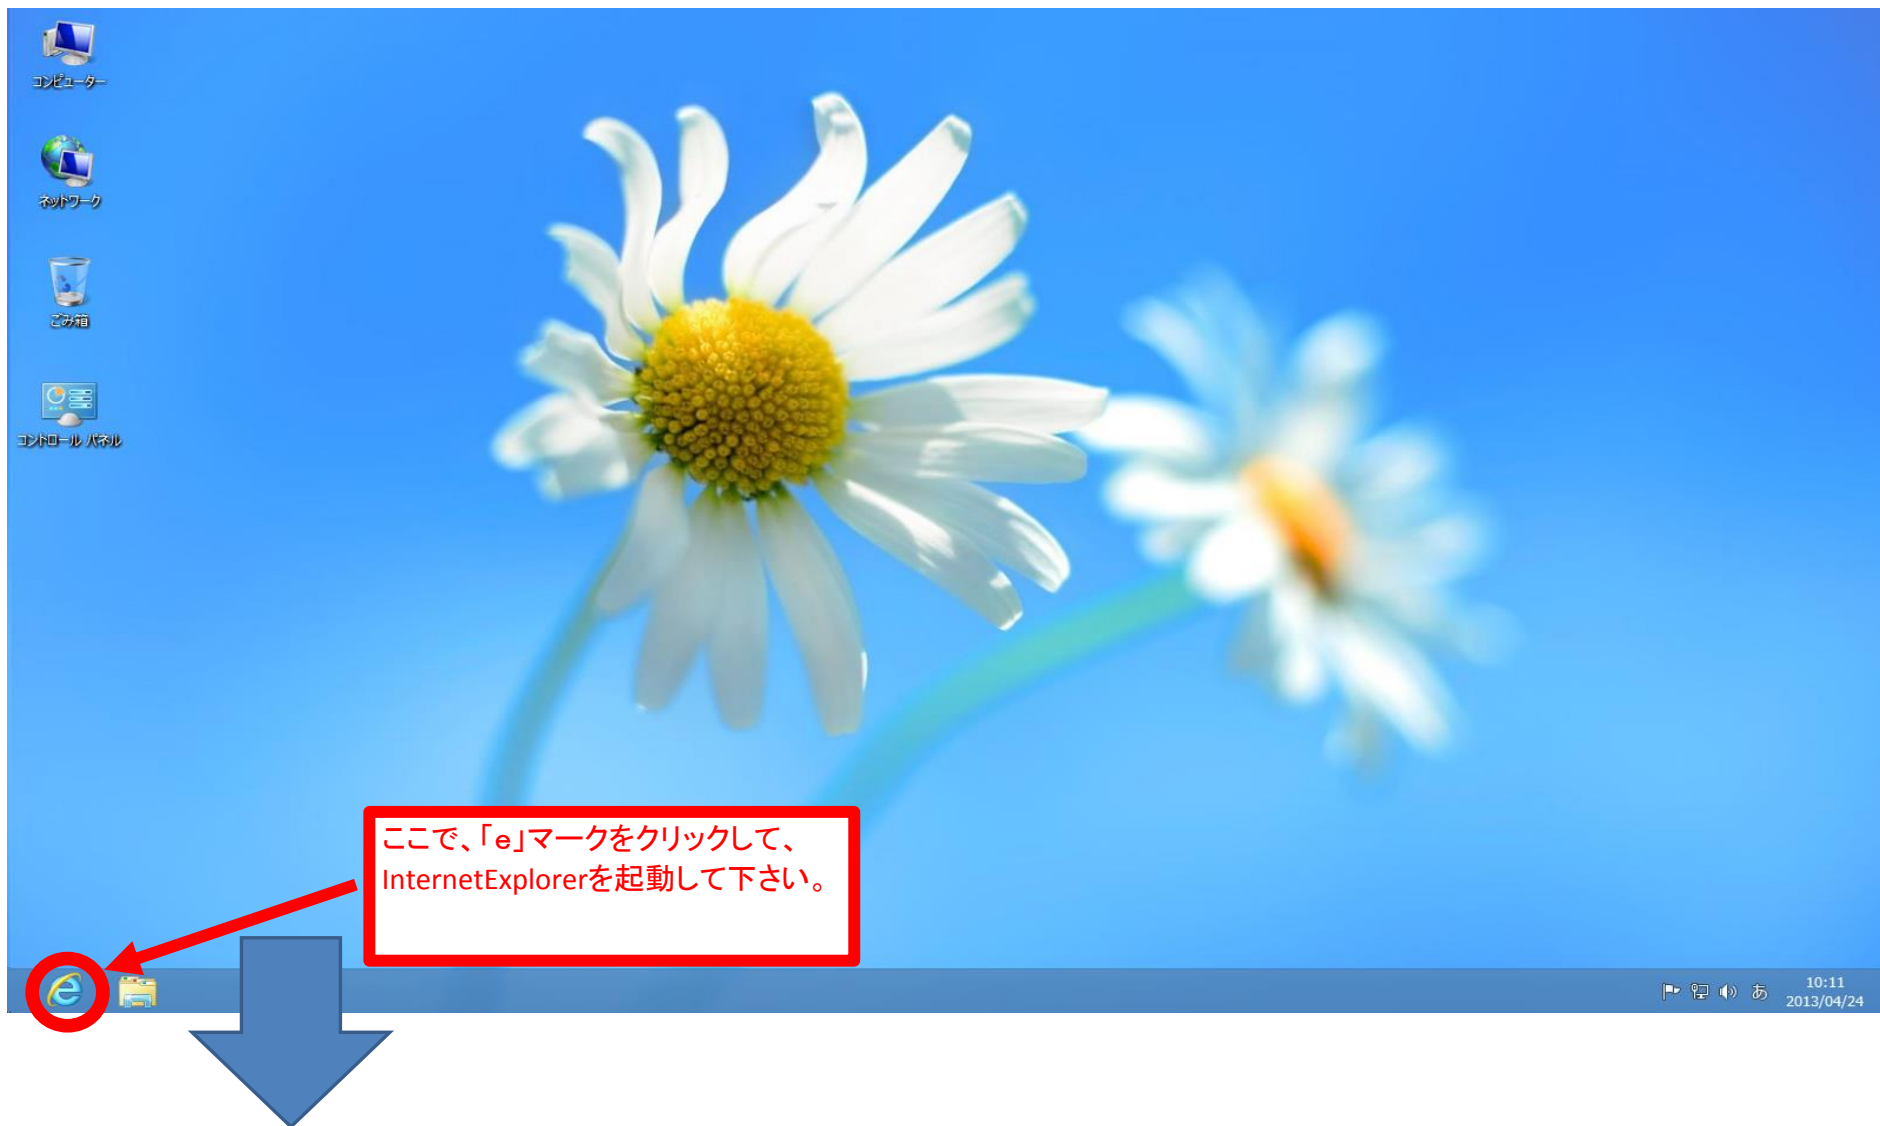 コンピューター
ネットワーク
ごみ箱
コントロール パネル
ここで、「e」マークをクリックして、
InternetExplorerを起動して下さい。
あ
10:11
2013/04/24